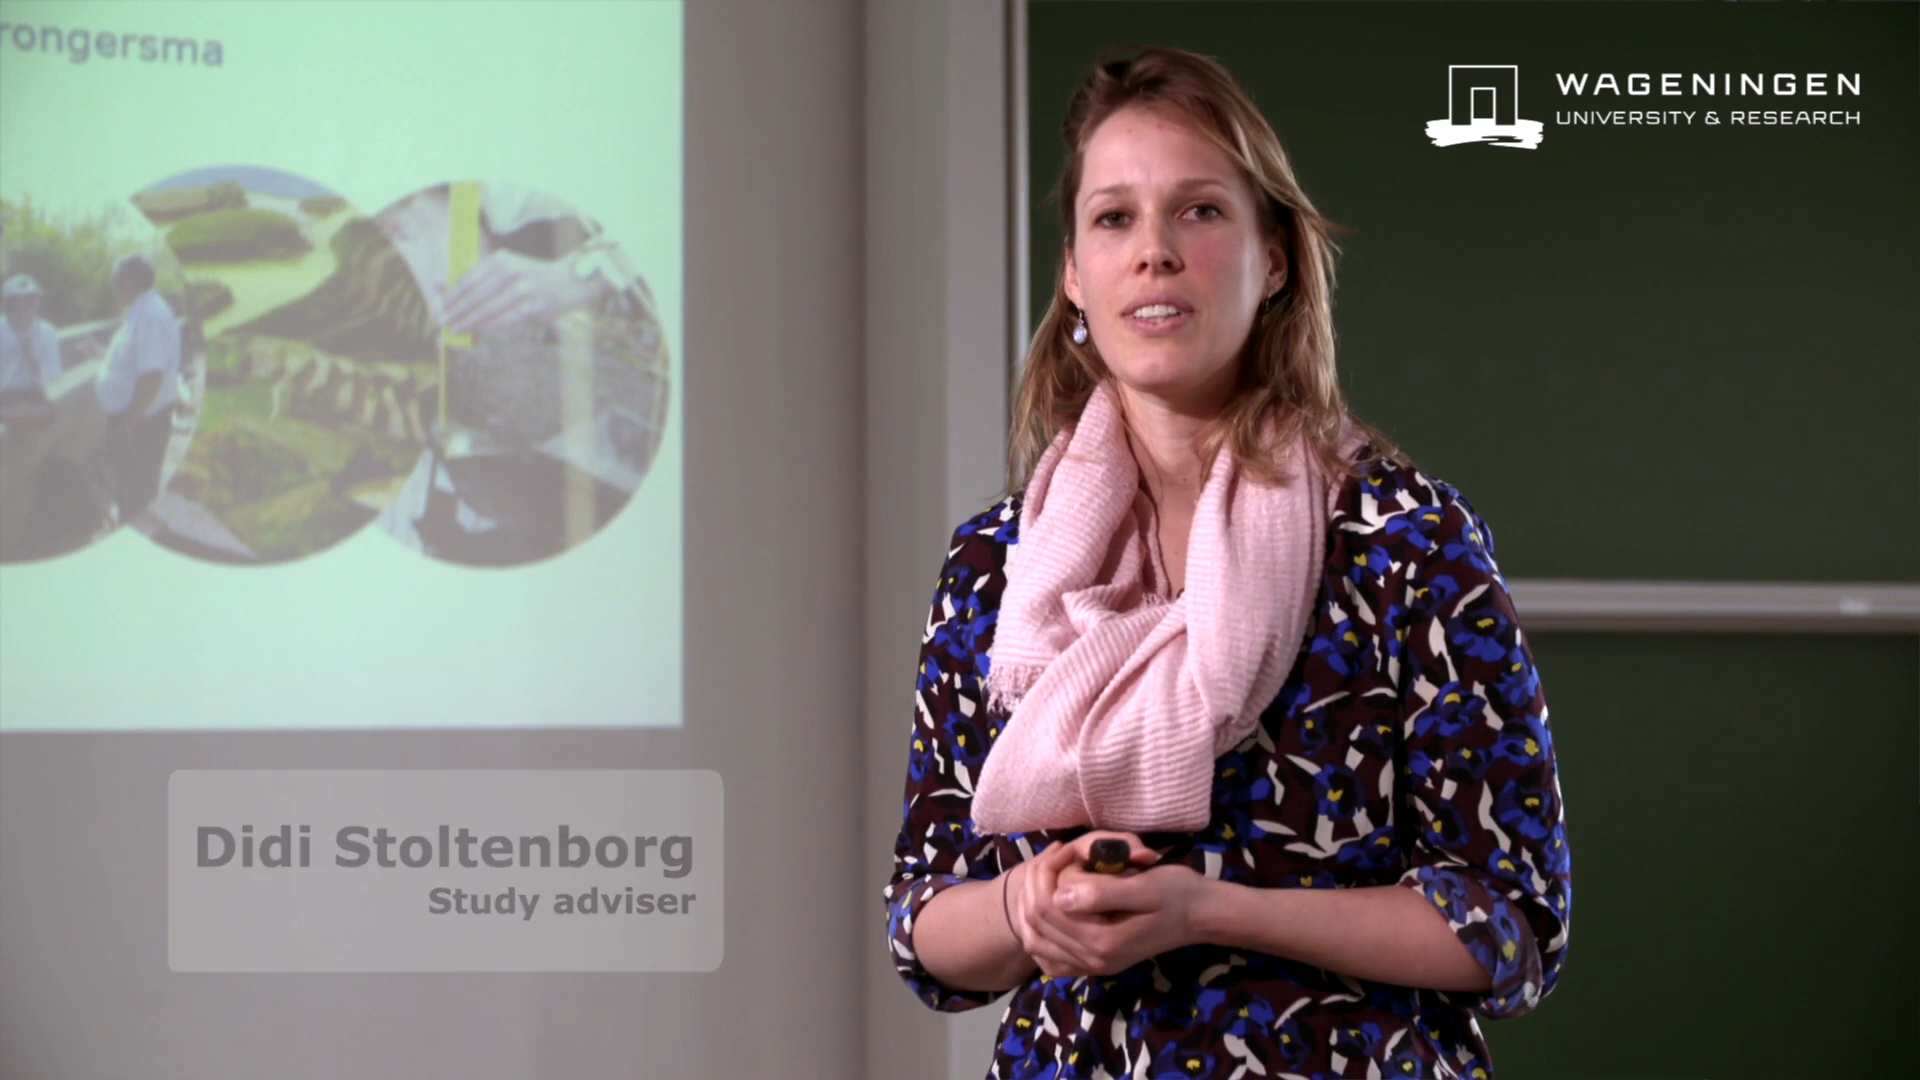 rongersma
WAGENINGEN
UNIVERSITY & RESEARCH
Didi Stoltenborg
Study adviser